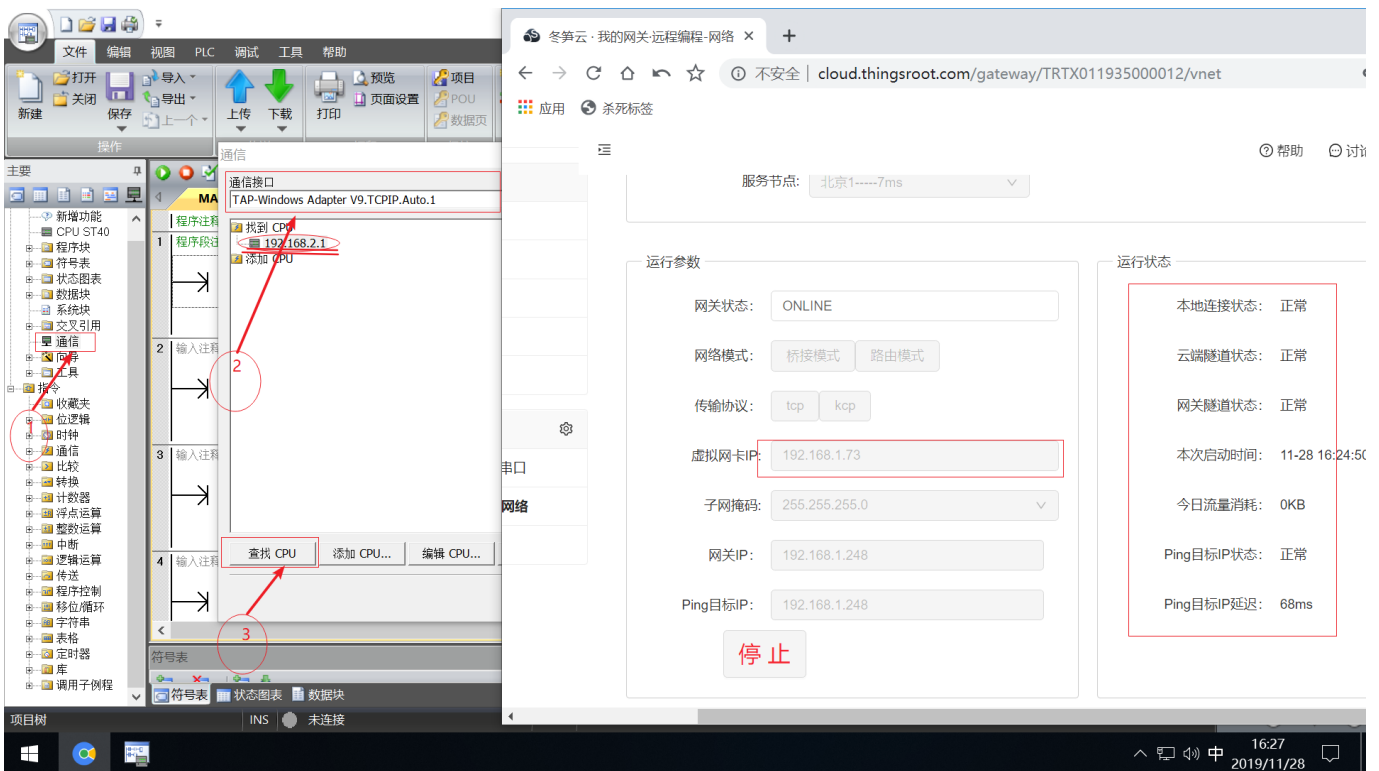 文件 编辑 视图 PLC 调试 工具 帮助
新建
打开
关闭
保存
导入
导出
上一个
上传
下载
打印
预览
页面设置
项目
POU
数据页
操作
主要
新增功能
CPU ST40
程序块
符号表
状态图表
数据块
系统块
交叉引用
通信
向导
工具
指令
收藏夹
位逻辑
时钟
通信
比较
转换
计数器
浮点运算
整数运算
中断
逻辑运算
传送
程序控制
移位/循环
字符串
表格
定时器
库
调用子例程
1
MA
程序注释
1 程序段注
2 输入注释
3 输入注释
4 输入注释
通信
通信接口
TAP-Windows Adapter V9.TCPIP.Auto.1
找到 CPU
192.168.2.1
添加 CPU
2
查找 CPU 添加 CPU... 编辑 CPU...
3
符号表
符号表 状态图表 数据块
项目树 INS 未连接
冬笋云 · 我的网关·远程编程-网络
不安全 cloud.thingsroot.com/gateway/TRTX011935000012/vnet
应用 杀死标签
帮助 讨论
串口
网络
服务节点: 北京1-----7ms
运行参数
网关状态: ONLINE
网络模式: 桥接模式 路由模式
传输协议: tcp kcp
虚拟网卡IP: 192.168.1.73
子网掩码: 255.255.255.0
网关IP: 192.168.1.248
Ping目标IP: 192.168.1.248
停 止
运行状态
本地连接状态: 正常
云端隧道状态: 正常
网关隧道状态: 正常
本次启动时间: 11-28 16:24:50
今日流量消耗: 0KB
Ping目标IP状态: 正常
Ping目标IP延迟: 68ms
中
16:27
2019/11/28